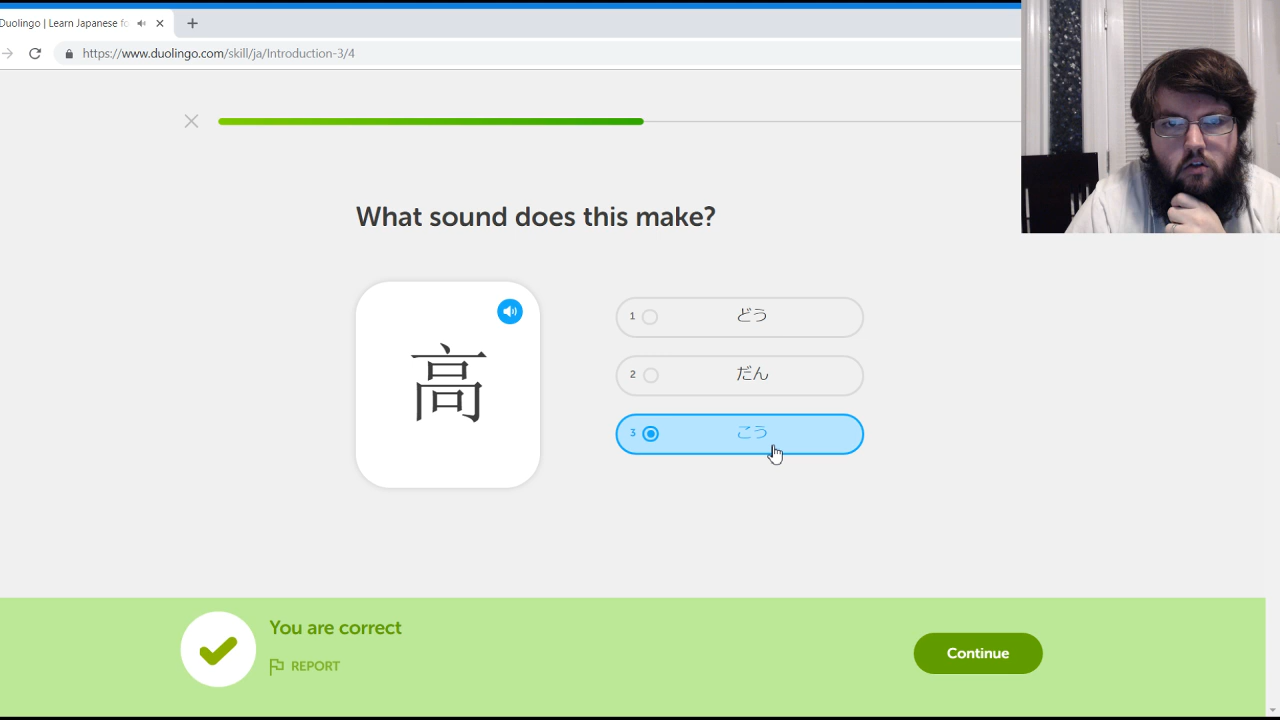 Duolingo | Learn Japanese fo
https://www.duolingo.com/skill/ja/Introduction-3/4
What sound does this make?
高
1 どう
2 だん
3 こう
You are correct
REPORT
Continue